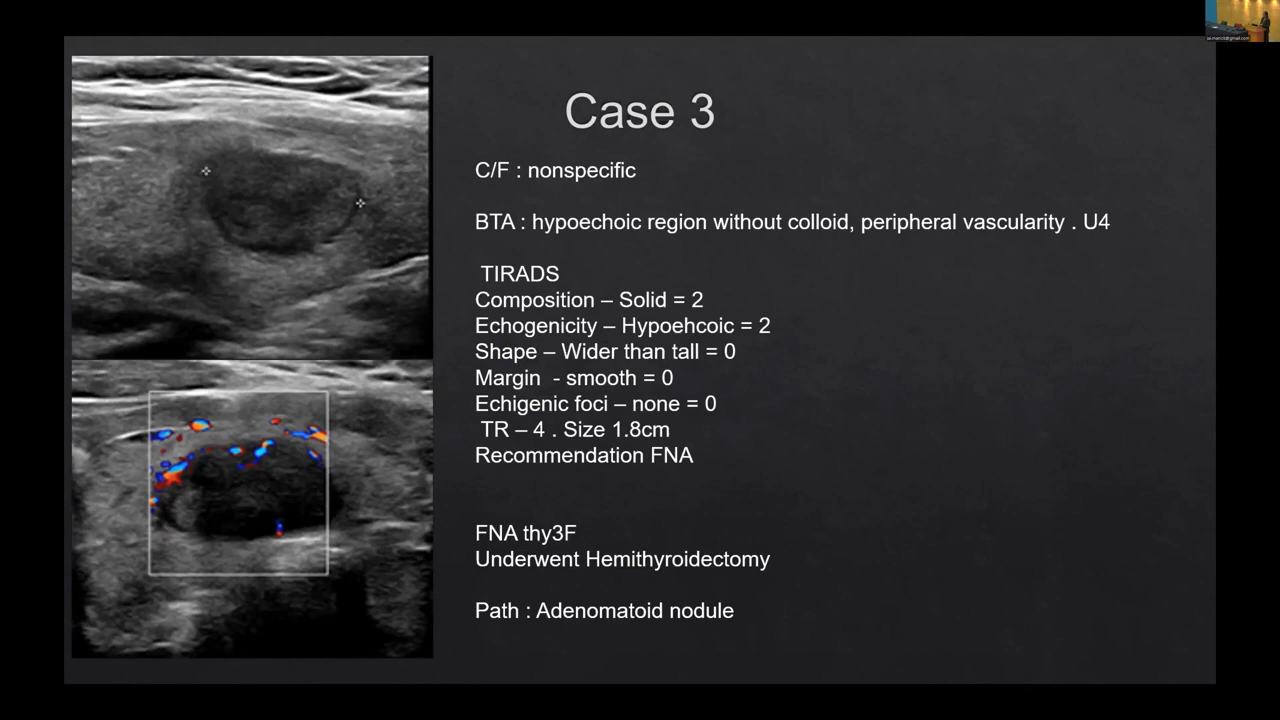 Case 3
C/F : nonspecific
BTA : hypoechoic region without colloid, peripheral vascularity . U4
TIRADS
Composition – Solid = 2
Echogenicity – Hypoehcoic = 2
Shape – Wider than tall = 0
Margin  - smooth = 0
Echigenic foci – none = 0
TR – 4 . Size 1.8cm
Recommendation FNA
FNA thy3F
Underwent Hemithyroidectomy
Path : Adenomatoid nodule